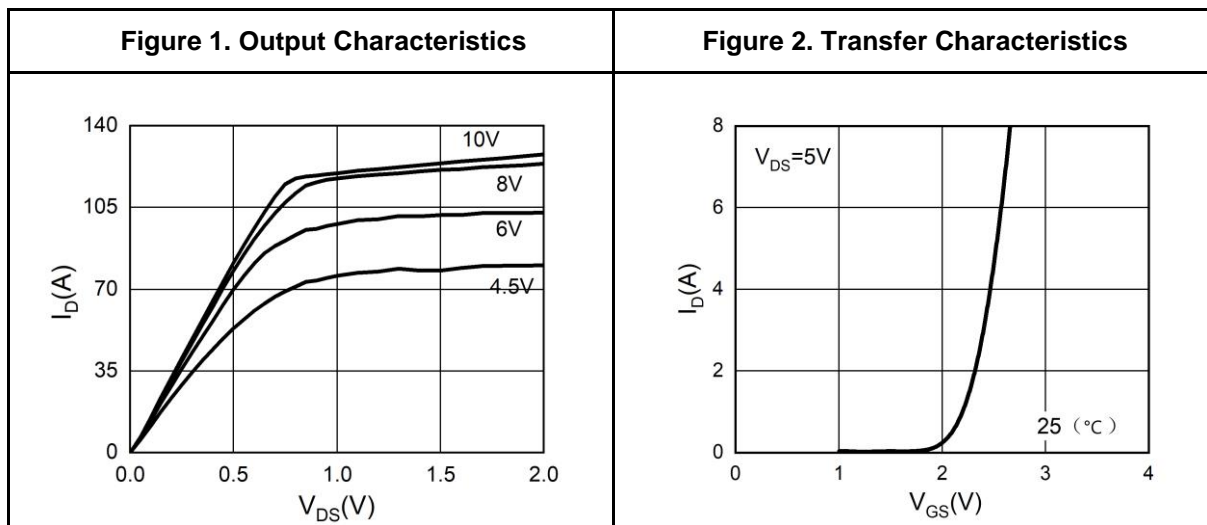 Figure 1. Output Characteristics
Figure 2. Transfer Characteristics
140
105
70
35
0
I_D(A)
10V
8V
6V
4.5V
0.0
0.5
1.0
1.5
2.0
V_DS(V)
8
6
4
2
0
I_D(A)
V_DS=5V
25（℃）
0
1
2
3
4
V_GS(V)